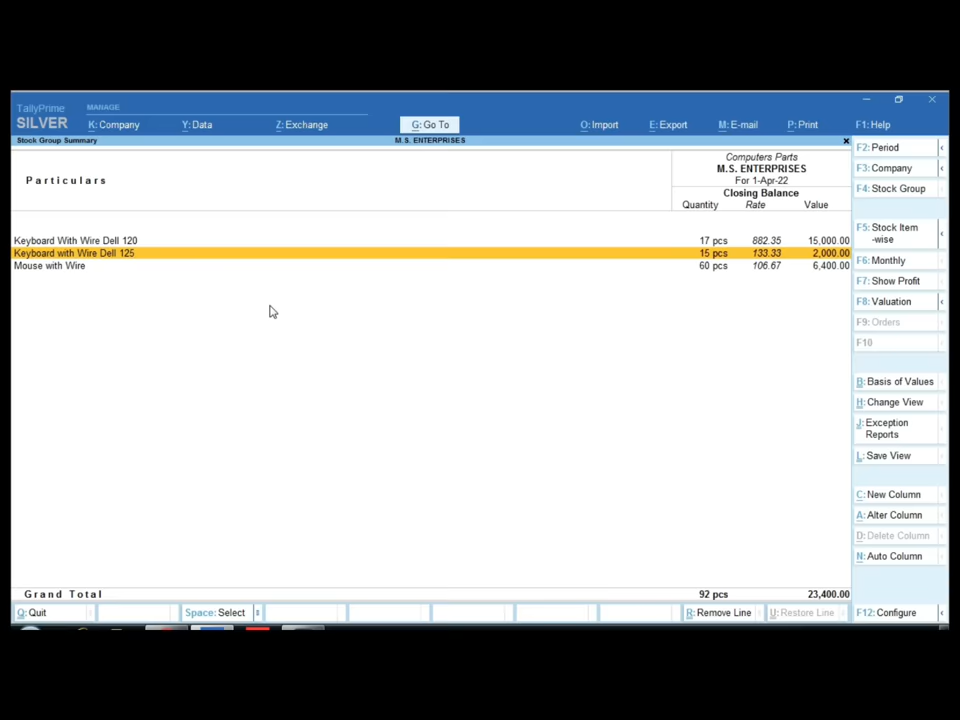 TallyPrime
SILVER
MANAGE
K: Company
Y: Data
Z: Exchange
G: Go To
O: Import
E: Export
M: E-mail
P: Print
F1: Help
Stock Group Summary
M.S. ENTERPRISES
Particulars
Computers Parts
M.S. ENTERPRISES
For 1-Apr-22
Closing Balance
Quantity Rate Value
Keyboard With Wire Dell 120 17 pcs 882.35 15,000.00
Keyboard with Wire Dell 125 15 pcs 133.33 2,000.00
Mouse with Wire 60 pcs 106.67 6,400.00
Grand Total 92 pcs 23,400.00
F2: Period
F3: Company
F4: Stock Group
F5: Stock Item
-wise
F6: Monthly
F7: Show Profit
F8: Valuation
F9: Orders
F10
B: Basis of Values
H: Change View
J: Exception
Reports
L: Save View
C: New Column
A: Alter Column
D: Delete Column
N: Auto Column
Q: Quit
Space: Select
R: Remove Line
U: Restore Line
F12: Configure